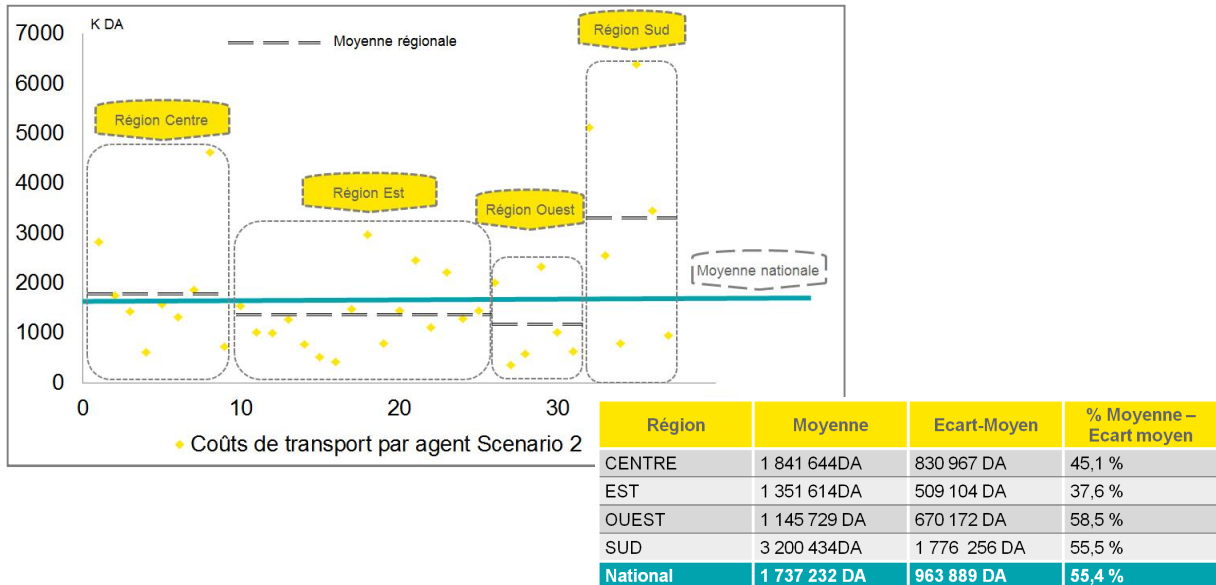 K DA
Moyenne régionale
7000
6000
5000
4000
3000
2000
1000
0
Région Centre
Région Est
Région Ouest
Région Sud
Moyenne nationale
0 10 20 30
Coûts de transport par agent Scenario 2
Région Moyenne Ecart-Moyen % Moyenne –
Ecart moyen
CENTRE 1 841 644DA 830 967 DA 45,1 %
EST 1 351 614DA 509 104 DA 37,6 %
OUEST 1 145 729 DA 670 172 DA 58,5 %
SUD 3 200 434DA 1 776 256 DA 55,5 %
National 1 737 232 DA 963 889 DA 55,4 %